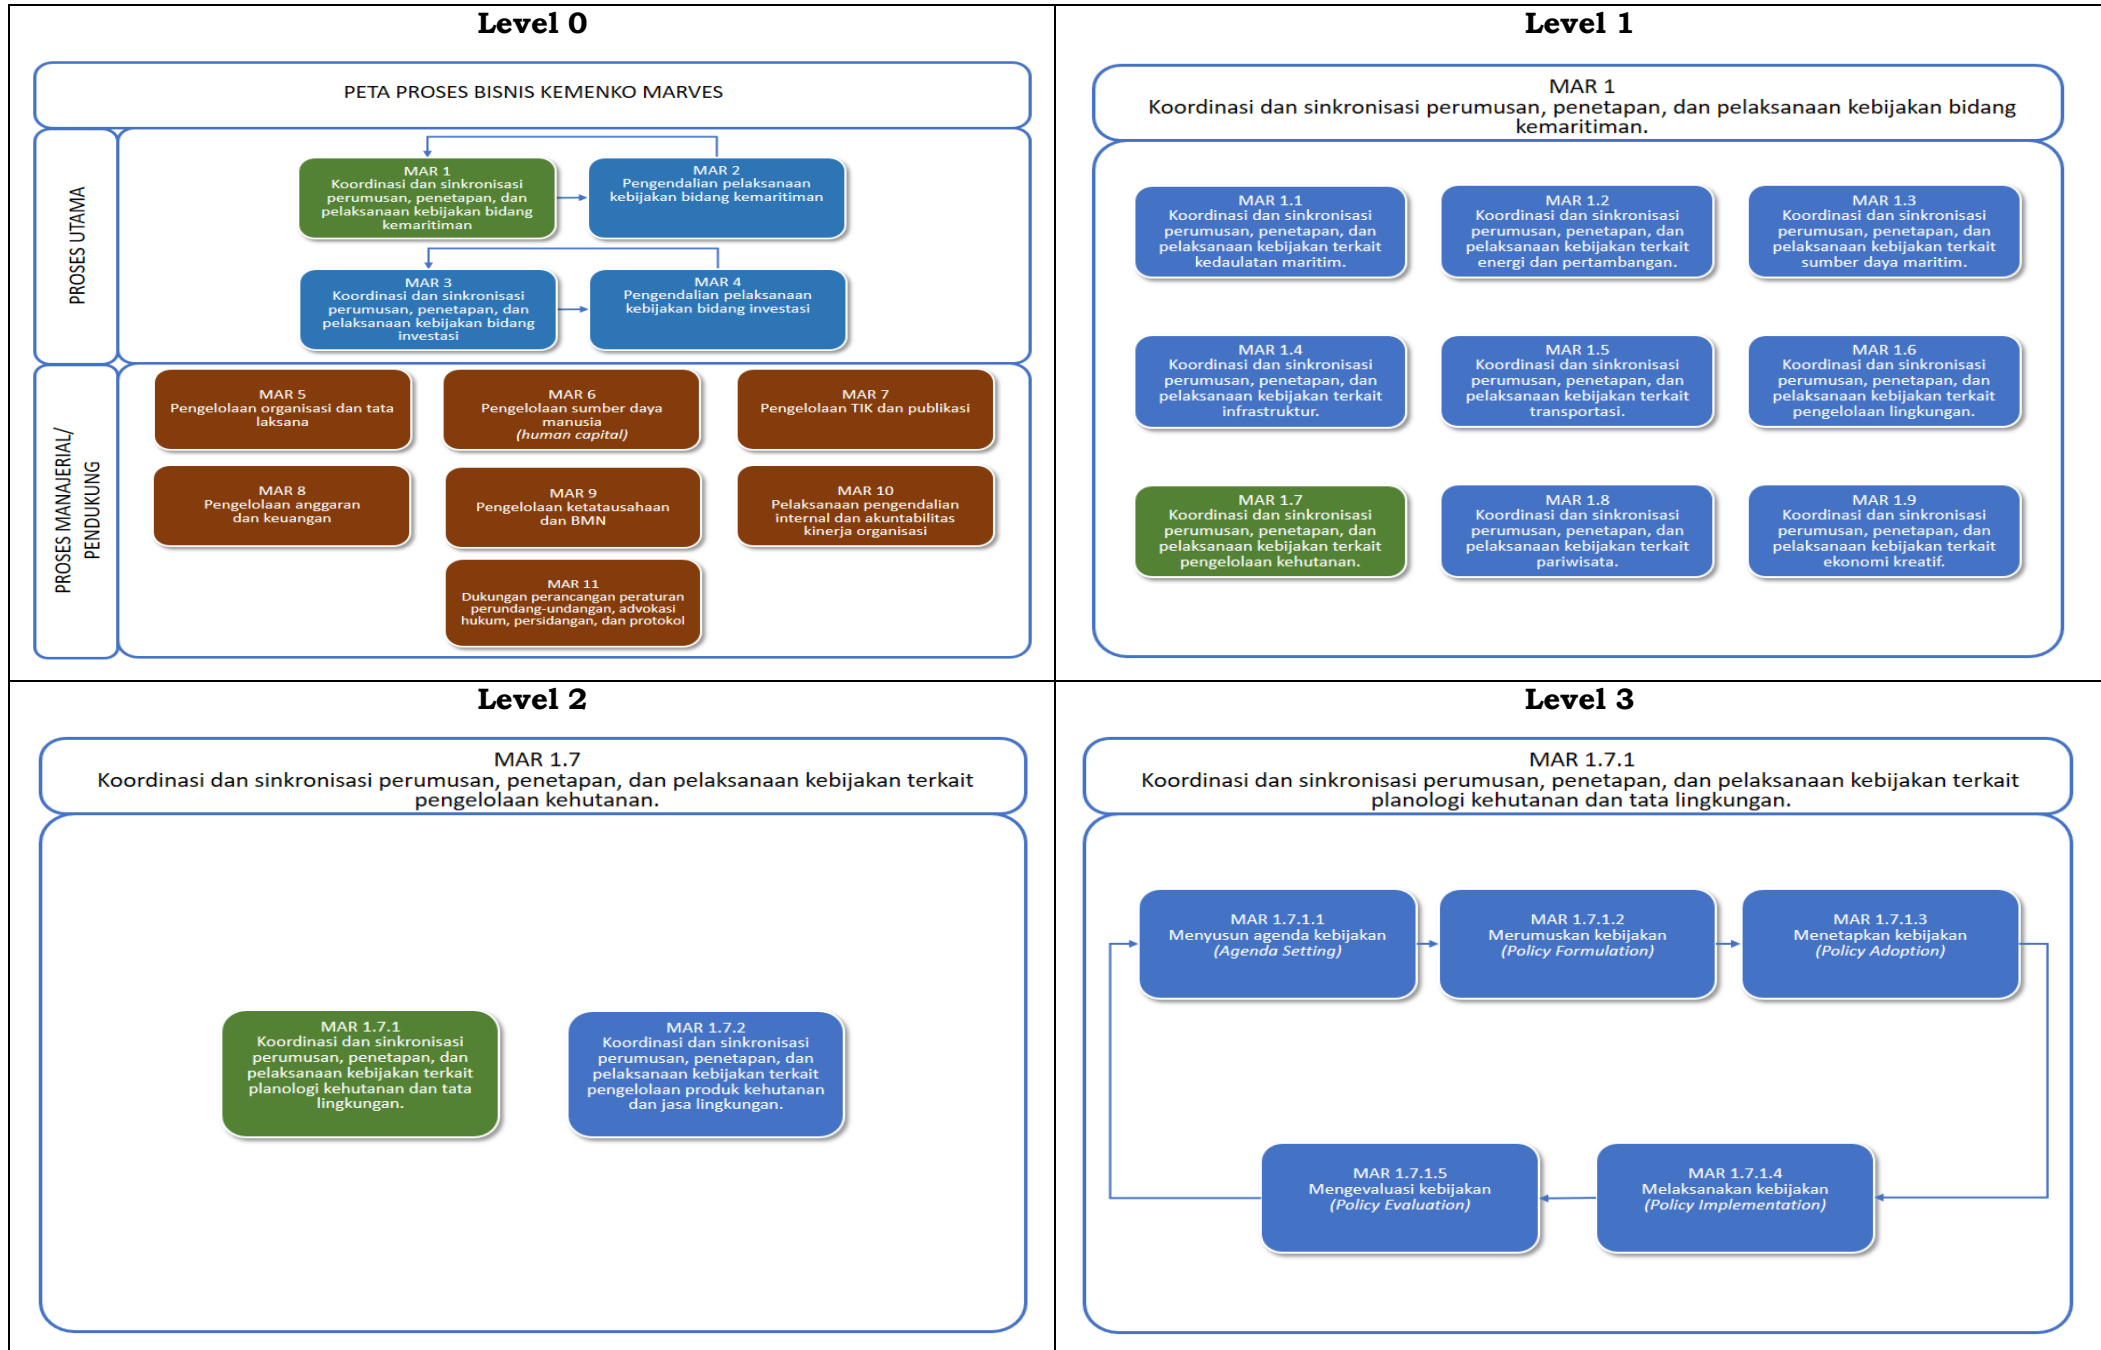 Level 0
PETA PROSES BISNIS KEMENKO MARVES
PROSES UTAMA
MAR 1
Koordinasi dan sinkronisasi
perumusan, penetapan, dan
pelaksanaan kebijakan bidang
kemaritiman
MAR 2
Pengendalian pelaksanaan
kebijakan bidang kemaritiman
MAR 3
Koordinasi dan sinkronisasi
perumusan, penetapan, dan
pelaksanaan kebijakan bidang
investasi
MAR 4
Pengendalian pelaksanaan
kebijakan bidang investasi
PROSES MANAJERIAL/
PENDUKUNG
MAR 5
Pengelolaan organisasi dan tata
laksana
MAR 6
Pengelolaan sumber daya
manusia
(human capital)
MAR 7
Pengelolaan TIK dan publikasi
MAR 8
Pengelolaan anggaran
dan keuangan
MAR 9
Pengelolaan ketatausahaan
dan BMN
MAR 10
Pelaksanaan pengendalian
internal dan akuntabilitas
kinerja organisasi
MAR 11
Dukungan perancangan peraturan
perundang-undangan, advokasi
hukum, persidangan, dan protokol
Level 1
MAR 1
Koordinasi dan sinkronisasi perumusan, penetapan, dan pelaksanaan kebijakan bidang
kemaritiman.
MAR 1.1
Koordinasi dan sinkronisasi
perumusan, penetapan, dan
pelaksanaan kebijakan terkait
kedaulatan maritim.
MAR 1.2
Koordinasi dan sinkronisasi
perumusan, penetapan, dan
pelaksanaan kebijakan terkait
energi dan pertambangan.
MAR 1.3
Koordinasi dan sinkronisasi
perumusan, penetapan, dan
pelaksanaan kebijakan terkait
sumber daya maritim.
MAR 1.4
Koordinasi dan sinkronisasi
perumusan, penetapan, dan
pelaksanaan kebijakan terkait
infrastruktur.
MAR 1.5
Koordinasi dan sinkronisasi
perumusan, penetapan, dan
pelaksanaan kebijakan terkait
transportasi.
MAR 1.6
Koordinasi dan sinkronisasi
perumusan, penetapan, dan
pelaksanaan kebijakan terkait
pengelolaan lingkungan.
MAR 1.7
Koordinasi dan sinkronisasi
perumusan, penetapan, dan
pelaksanaan kebijakan terkait
pengelolaan kehutanan.
MAR 1.8
Koordinasi dan sinkronisasi
perumusan, penetapan, dan
pelaksanaan kebijakan terkait
pariwisata.
MAR 1.9
Koordinasi dan sinkronisasi
perumusan, penetapan, dan
pelaksanaan kebijakan terkait
ekonomi kreatif.
Level 2
MAR 1.7
Koordinasi dan sinkronisasi perumusan, penetapan, dan pelaksanaan kebijakan terkait
pengelolaan kehutanan.
MAR 1.7.1
Koordinasi dan sinkronisasi
perumusan, penetapan, dan
pelaksanaan kebijakan terkait
planologi kehutanan dan tata
lingkungan.
MAR 1.7.2
Koordinasi dan sinkronisasi
perumusan, penetapan, dan
pelaksanaan kebijakan terkait
pengelolaan produk kehutanan
dan jasa lingkungan.
Level 3
MAR 1.7.1
Koordinasi dan sinkronisasi perumusan, penetapan, dan pelaksanaan kebijakan terkait
planologi kehutanan dan tata lingkungan.
MAR 1.7.1.1
Menyusun agenda kebijakan
(Agenda Setting)
MAR 1.7.1.2
Merumuskan kebijakan
(Policy Formulation)
MAR 1.7.1.3
Menetapkan kebijakan
(Policy Adoption)
MAR 1.7.1.5
Mengevaluasi kebijakan
(Policy Evaluation)
MAR 1.7.1.4
Melaksanakan kebijakan
(Policy Implementation)